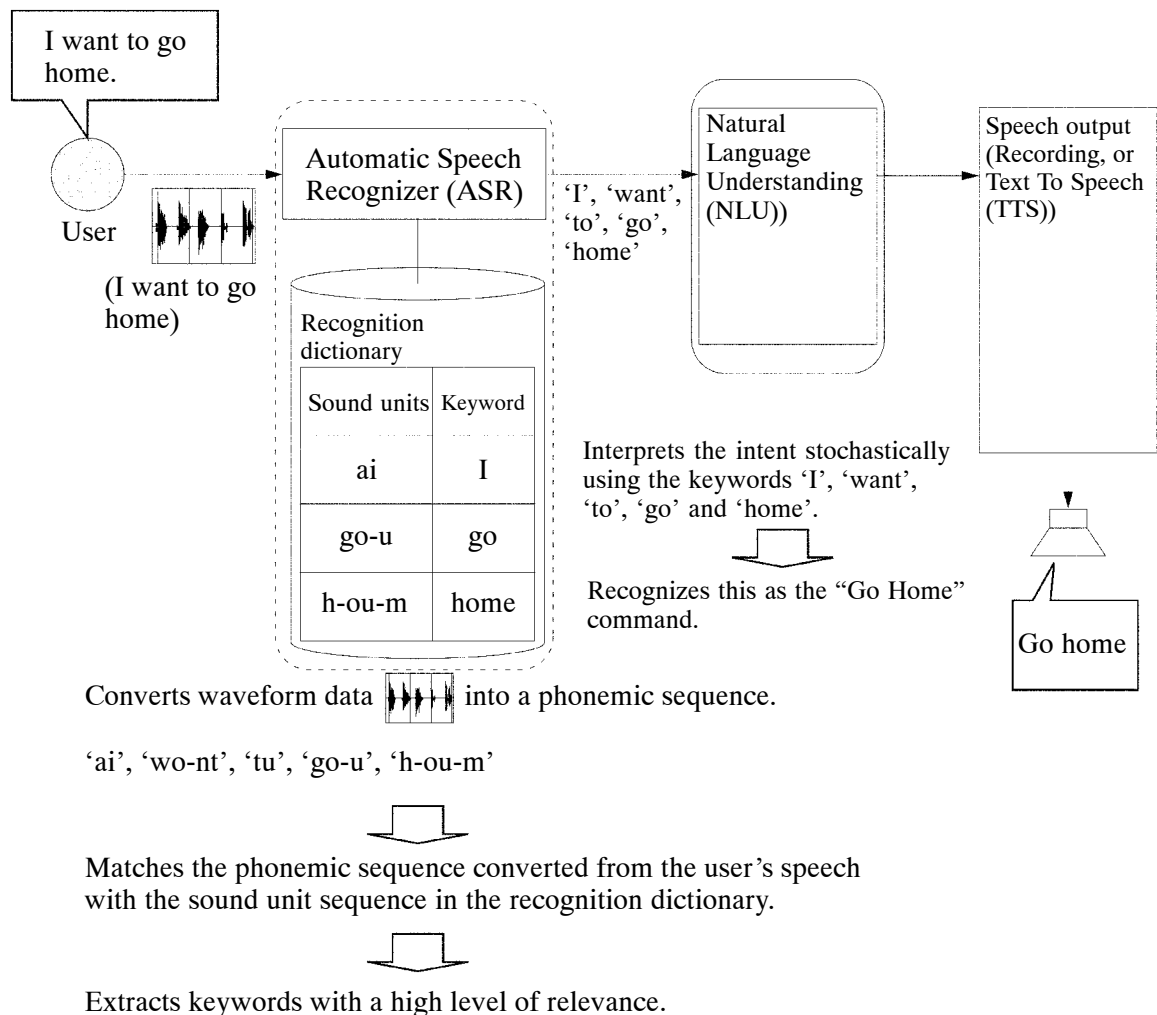 I want to go
home.
User
(I want to go
home)
Automatic Speech
Recognizer (ASR)
Recognition
dictionary
Sound units Keyword
ai I
go-u go
h-ou-m home
‘I’, ‘want’,
‘to’, ‘go’,
‘home’
Natural
Language
Understanding
(NLU))
Speech output
(Recording, or
Text To Speech
(TTS))
Interprets the intent stochastically
using the keywords ‘I’, ‘want’,
‘to’, ‘go’ and ‘home’.
Recognizes this as the “Go Home”
command.
Go home
Converts waveform data into a phonemic sequence.
‘ai’, ‘wo-nt’, ‘tu’, ‘go-u’, ‘h-ou-m’
Matches the phonemic sequence converted from the user’s speech
with the sound unit sequence in the recognition dictionary.
Extracts keywords with a high level of relevance.